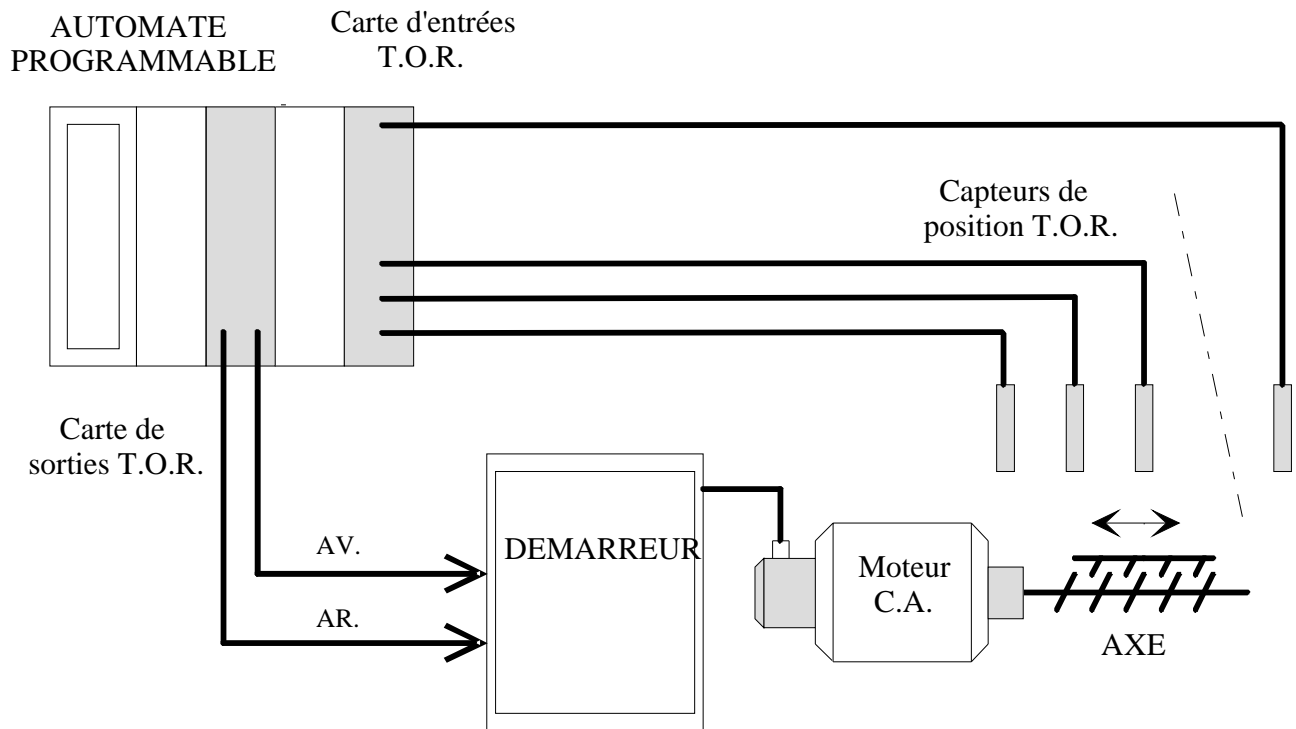 AUTOMATE
PROGRAMMABLE
Carte d'entrées
T.O.R.
Capteurs de
position T.O.R.
Carte de
sorties T.O.R.
AV.
AR.
DEMARREUR
Moteur
C.A.
AXE